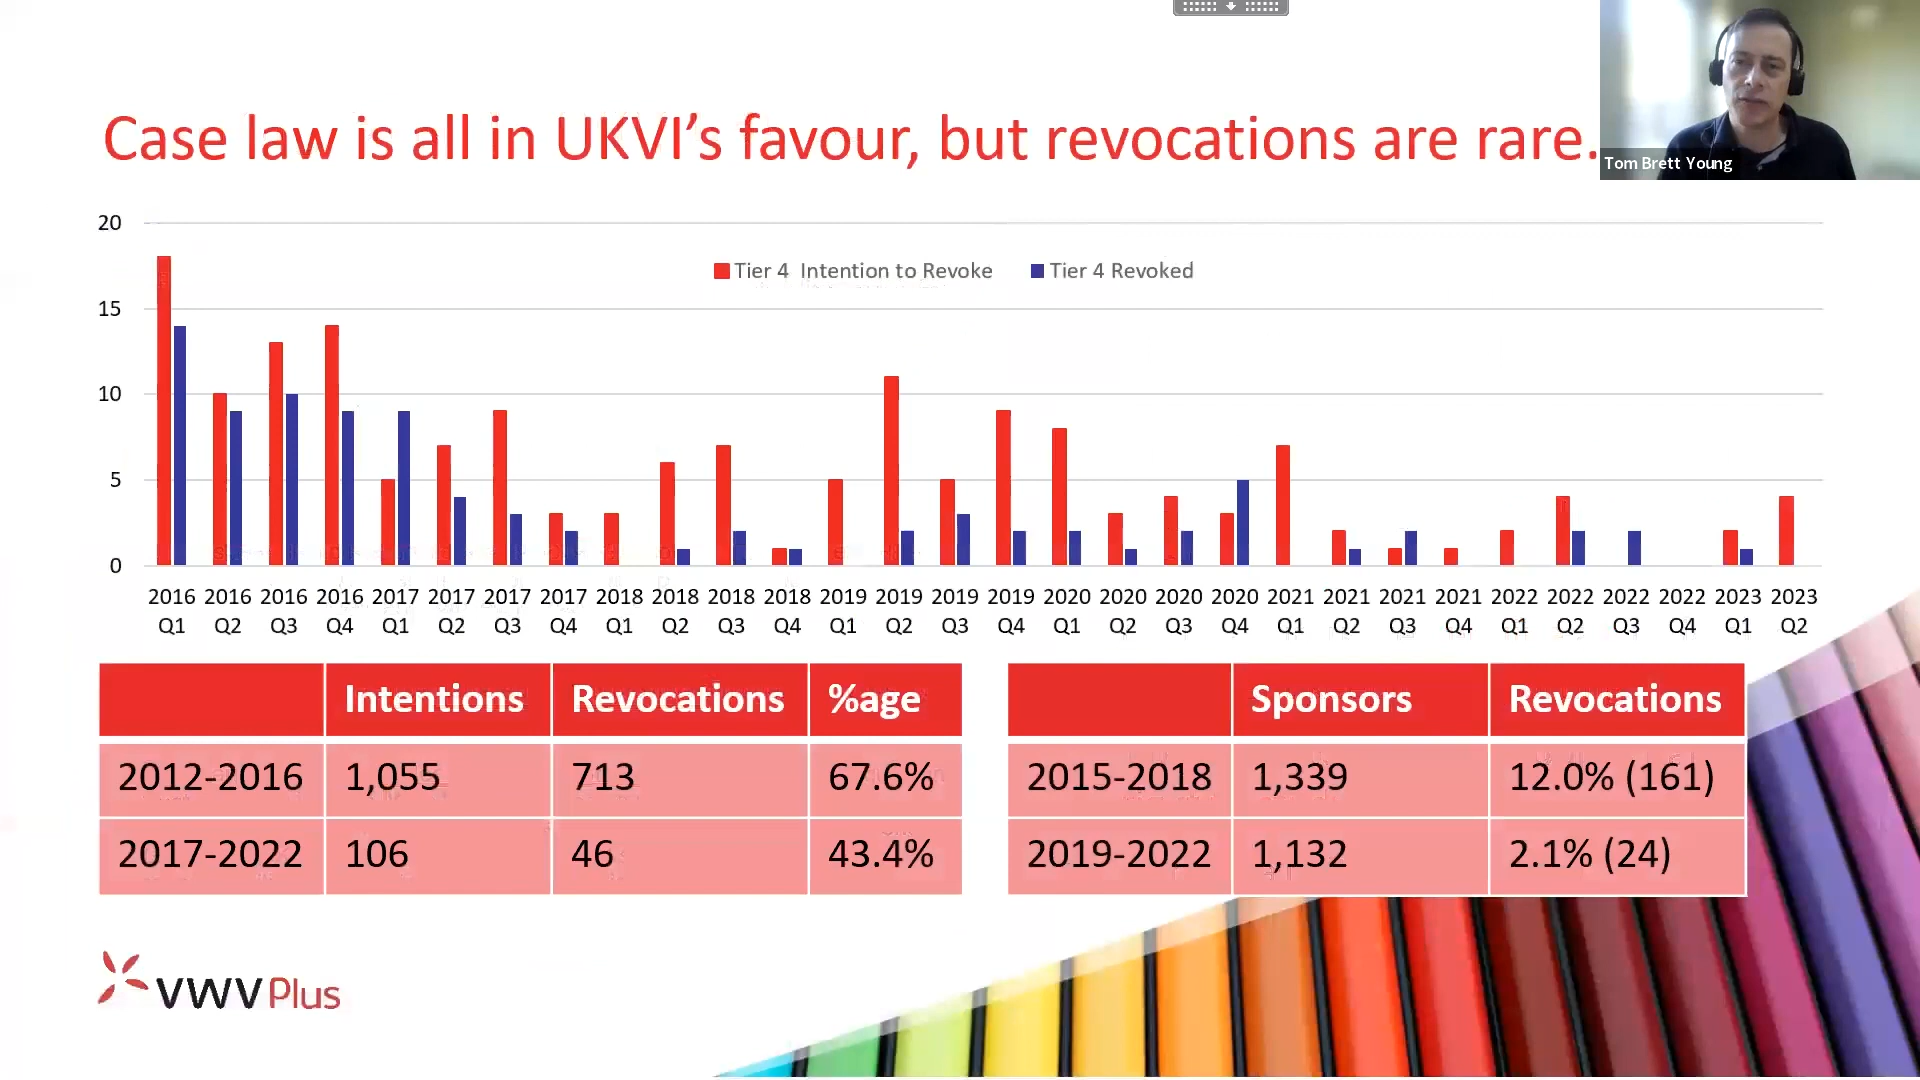 Case law is all in UKVI's favour, but revocations are rare.
Tom Brett Young
20
Tier 4 Intention to Revoke Tier 4 Revoked
15
10
5
0
2016 2016 2016 2016 2017 2017 2017 2017 2018 2018 2018 2018 2019 2019 2019 2019 2020 2020 2020 2020 2021 2021 2021 2021 2022 2022 2022 2022 2023 2023
Q1 Q2 Q3 Q4 Q1 Q2 Q3 Q4 Q1 Q2 Q3 Q4 Q1 Q2 Q3 Q4 Q1 Q2 Q3 Q4 Q1 Q2 Q3 Q4 Q1 Q2 Q3 Q4 Q1 Q2
Intentions Revocations %age
2012-2016 1,055 713 67.6%
2017-2022 106 46 43.4%
Sponsors Revocations
2015-2018 1,339 12.0% (161)
2019-2022 1,132 2.1% (24)
VWV Plus